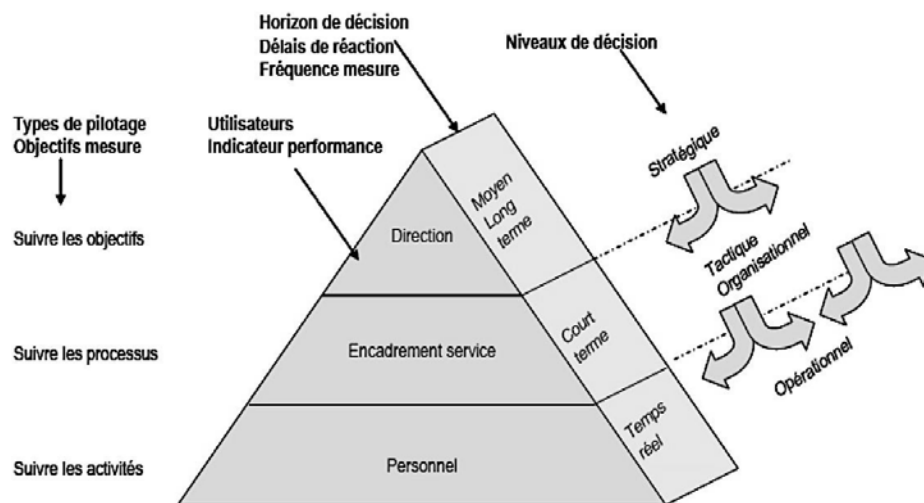 Horizon de décision
Délais de réaction
Fréquence mesure
Niveaux de décision
Types de pilotage
Objectifs mesure
Utilisateurs
Indicateur performance
Stratégique
Moyen
Long
terme
Suivre les objectifs
Direction
Tactique
Organisationnel
Court
terme
Suivre les processus
Encadrement service
Opérationnel
Temps
réel
Suivre les activités
Personnel